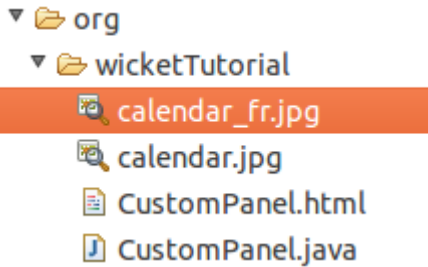 org
wicketTutorial
calendar_fr.jpg
calendar.jpg
CustomPanel.html
CustomPanel.java